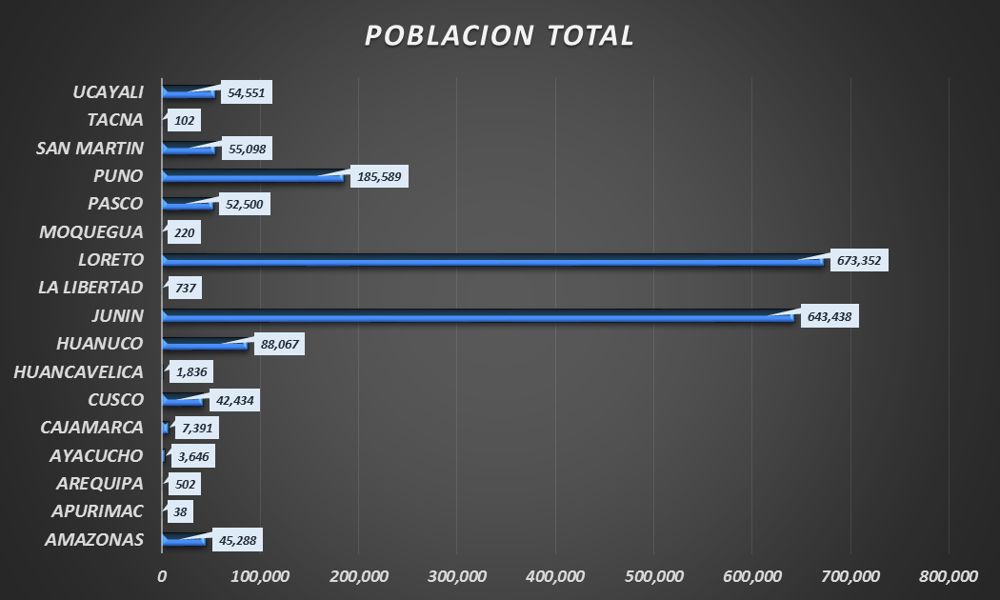 POBLACION TOTAL
UCAYALI 54,551
TACNA 102
SAN MARTIN 55,098
PUNO 185,589
PASCO 52,500
MOQUEGUA 220
LORETO 673,352
LA LIBERTAD 737
JUNIN 643,438
HUANUCO 88,067
HUANCAVELICA 1,836
CUSCO 42,434
CAJAMARCA 7,391
AYACUCHO 3,646
AREQUIPA 502
APURIMAC 38
AMAZONAS 45,288
0 100,000 200,000 300,000 400,000 500,000 600,000 700,000 800,000